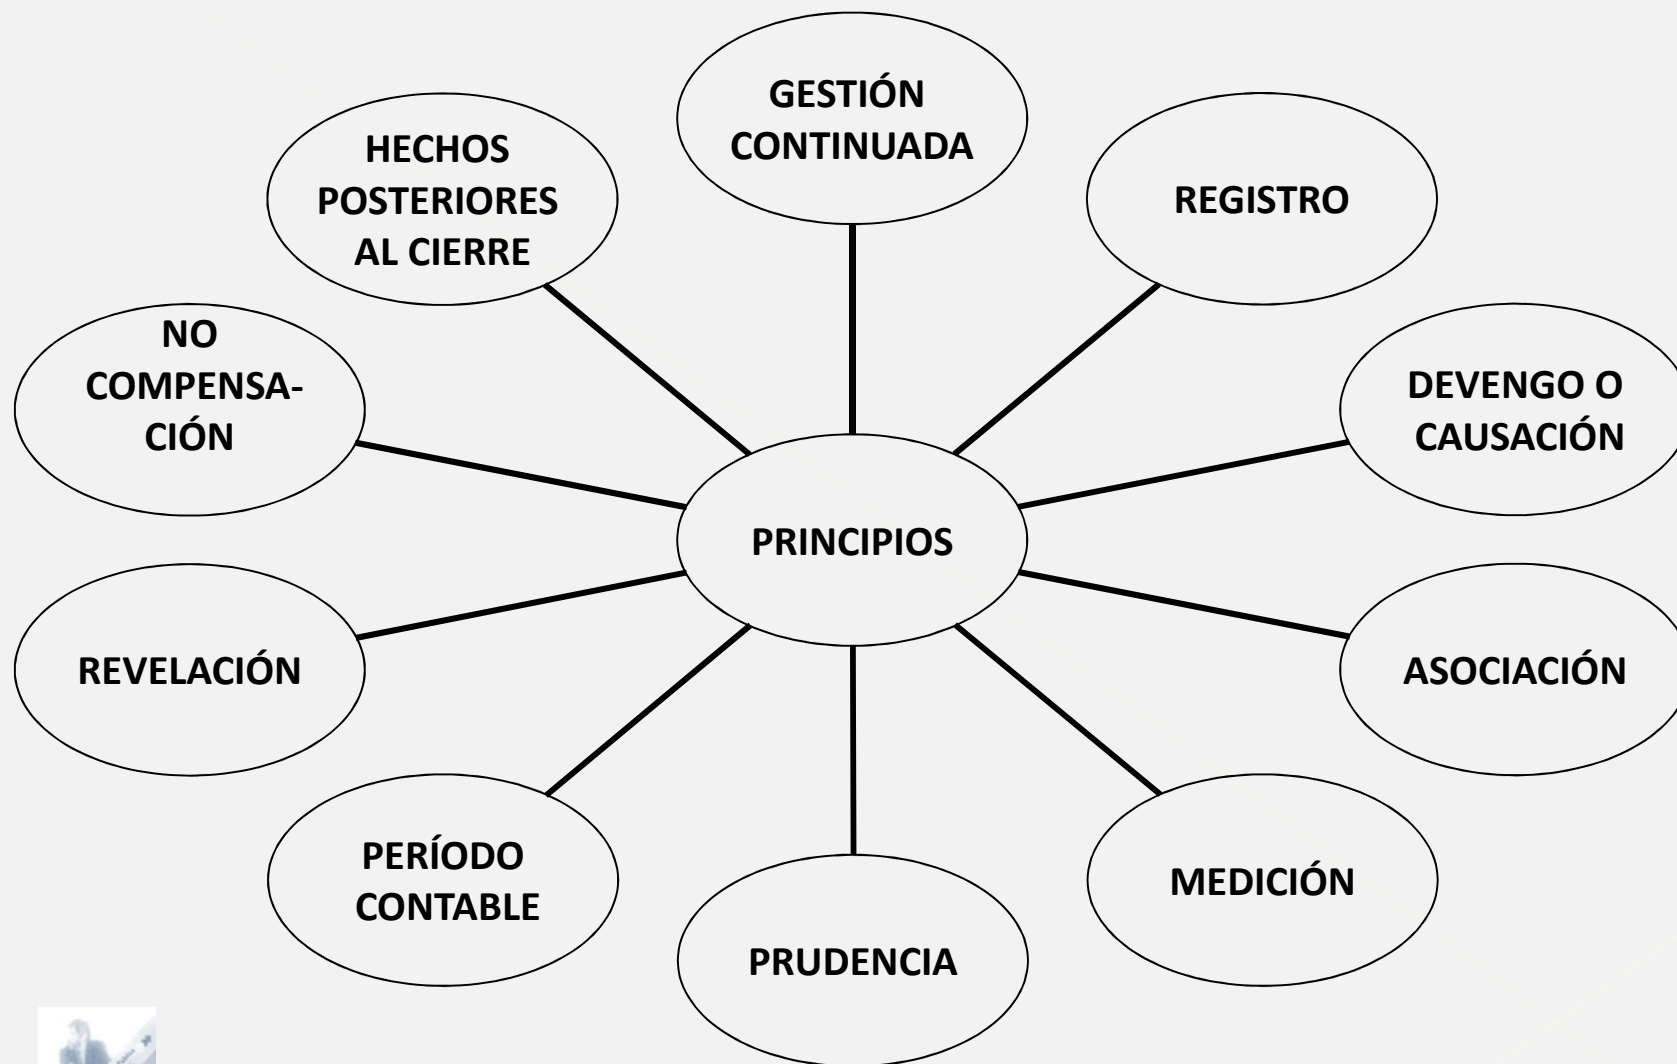 GESTIÓN
CONTINUADA
HECHOS
POSTERIORES
AL CIERRE
REGISTRO
NO
COMPENSA-
CIÓN
DEVENGO O
CAUSACIÓN
PRINCIPIOS
REVELACIÓN
ASOCIACIÓN
PERÍODO
CONTABLE
MEDICIÓN
PRUDENCIA